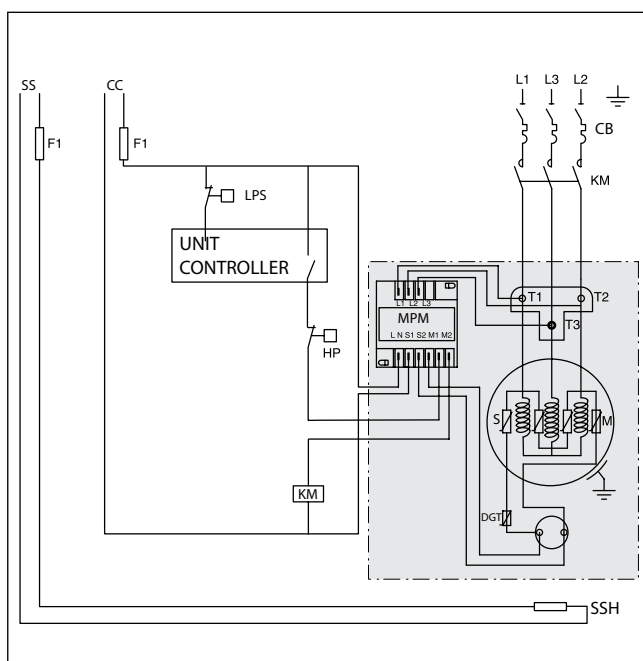 SS CC L1 L3 L2
F1 F1 CB
KM
LPS
UNIT
CONTROLLER
L1 L2 L3
MPM
L N S1 S2 M1 M2
T1 T2
T3
HP
S M
KM
DGT
SSH